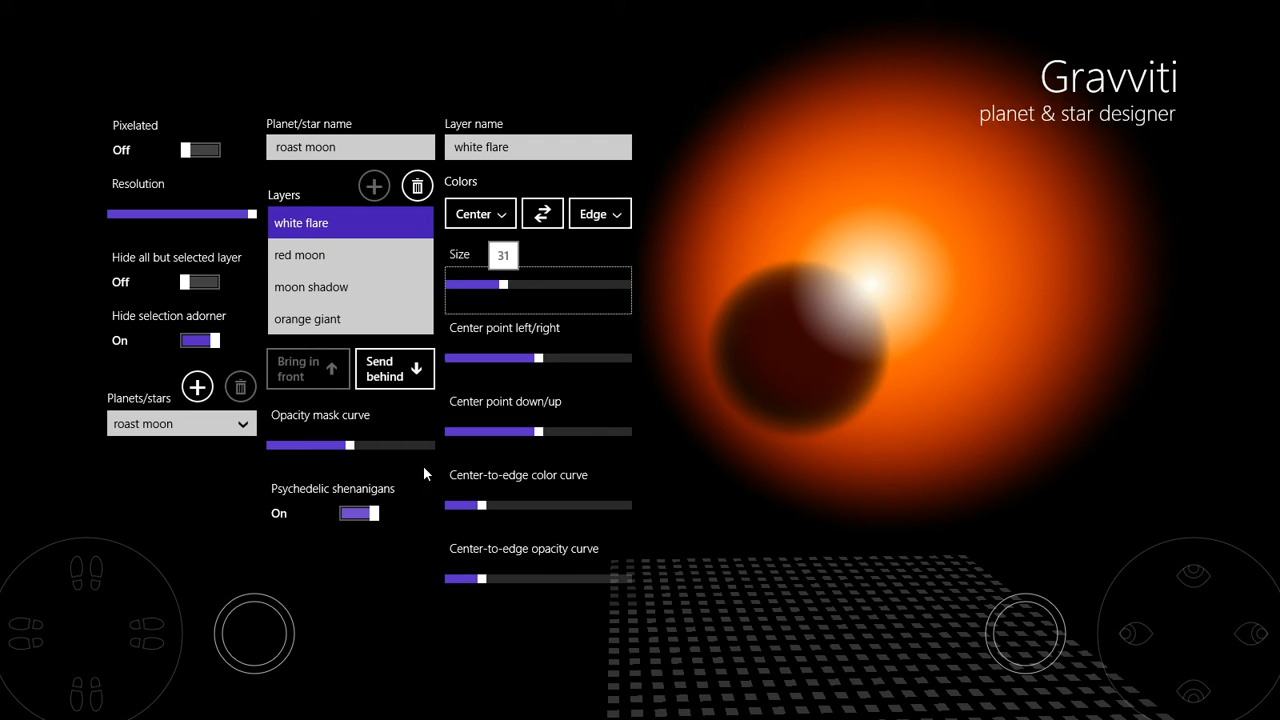 Gravviti
planet & star designer
Pixelated
Off
Resolution
Hide all but selected layer
Off
Hide selection adorner
On
Planets/stars
roast moon
Planet/star name
roast moon
Layers
white flare
red moon
moon shadow
orange giant
Bring in
front
Send
behind
Opacity mask curve
Psychedelic shenanigans
On
Layer name
white flare
Colors
Center
Edge
Size
31
Center point left/right
Center point down/up
Center-to-edge color curve
Center-to-edge opacity curve